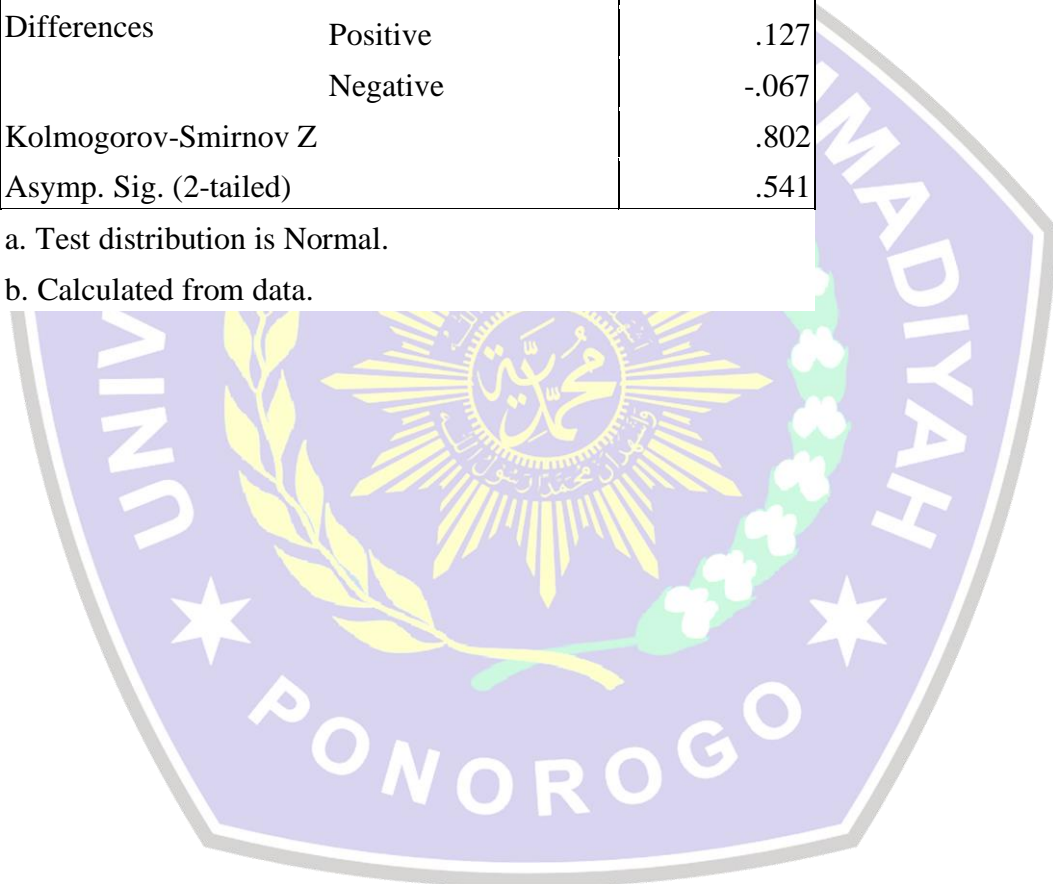 Differences Positive .127
Negative -.067
Kolmogorov-Smirnov Z .802
Asymp. Sig. (2-tailed) .541
a. Test distribution is Normal.
b. Calculated from data.
محمدية
PONOROGO